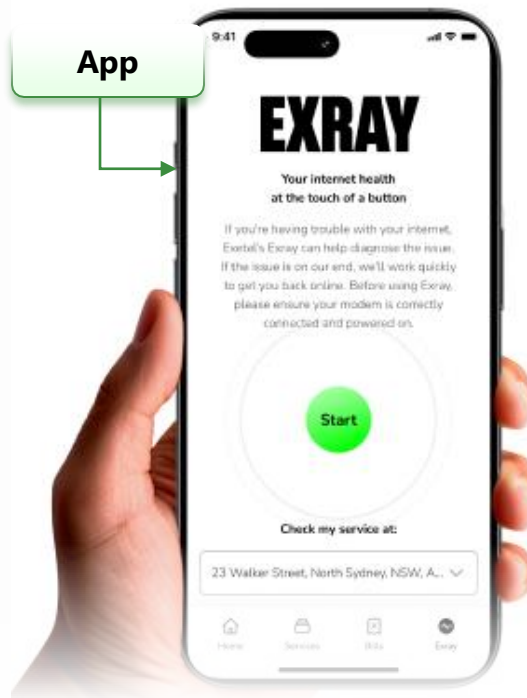 App
9:41
EXRAY
Your internet health
at the touch of a button
If you're having trouble with your internet,
Exetel's Exray can help diagnose the issue.
If the issue is on our end, we'll work quickly
to get you back online. Before using Exray,
please ensure your modem is correctly
connected and powered on.
Start
Check my service at:
23 Walker Street, North Sydney, NSW, A...
Home Services Bills Exray